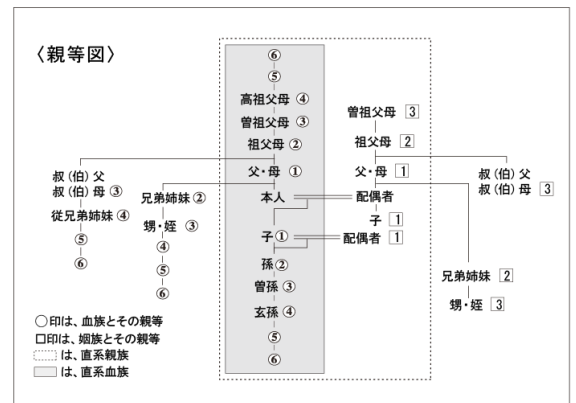 〈親等図〉
⑥
⑤
高祖父母 ④
曽祖父母 ③
祖父母 ②
父・母 ①
本人
子①
孫②
曽孫 ③
玄孫 ④
⑤
⑥
叔(伯)父
叔(伯)母 ③
従兄弟姉妹 ④
⑤
⑥
兄弟姉妹 ②
甥・姪 ③
④
⑤
⑥
曽祖父母 3
祖父母 2
父・母 1
配偶者
子 1
配偶者 1
叔(伯)父
叔(伯)母 3
兄弟姉妹 2
甥・姪 3
○印は、血族とその親等
□印は、姻族とその親等
は、直系親族
は、直系血族